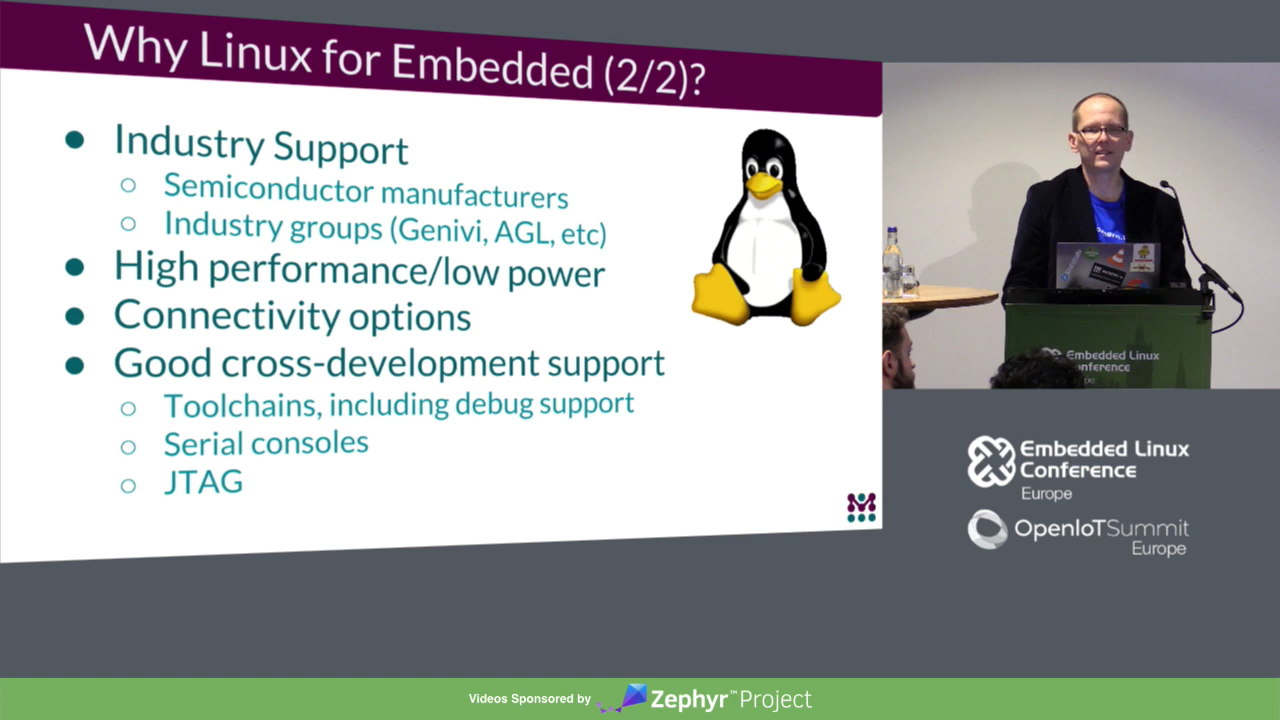 Why Linux for Embedded (2/2)?
Industry Support
Semiconductor manufacturers
Industry groups (Genivi, AGL, etc)
High performance/low power
Connectivity options
Good cross-development support
Toolchains, including debug support
Serial consoles
JTAG
Embedded Linux
Conference
Embedded Linux
Conference
Europe
OpenIoTSummit
Europe
Videos Sponsored by Zephyr™Project